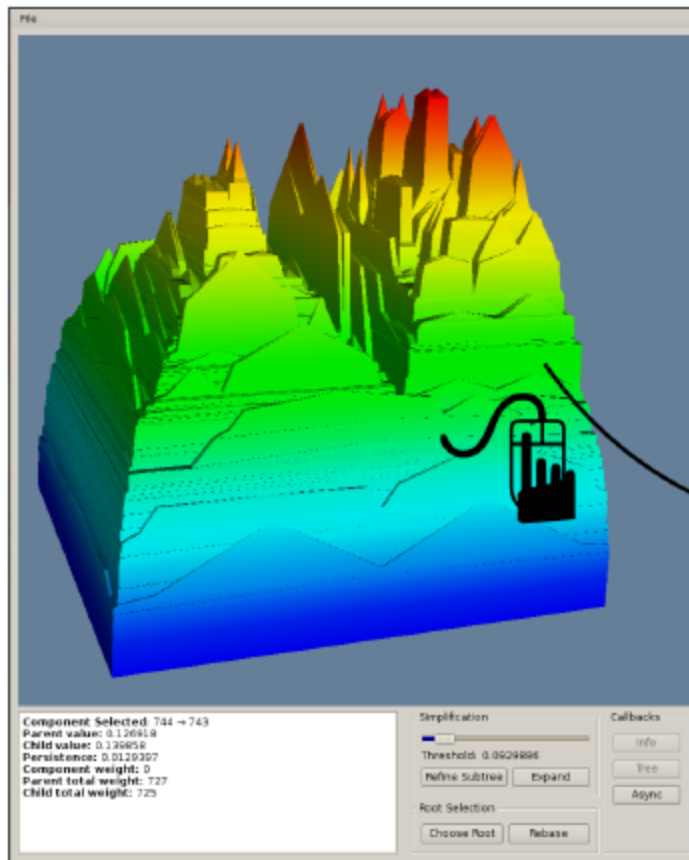 File
Component Selected: 744 → 743
Parent value: 0.126918
Child value: 0.139858
Persistence: 0.0129397
Component weight: 0
Parent total weight: 727
Child total weight: 725
Simplification
Threshold: 0.0929886
Refine Subtree
Expand
Root Selection
Choose Root
Rebase
Callbacks
Info
Tree
Async